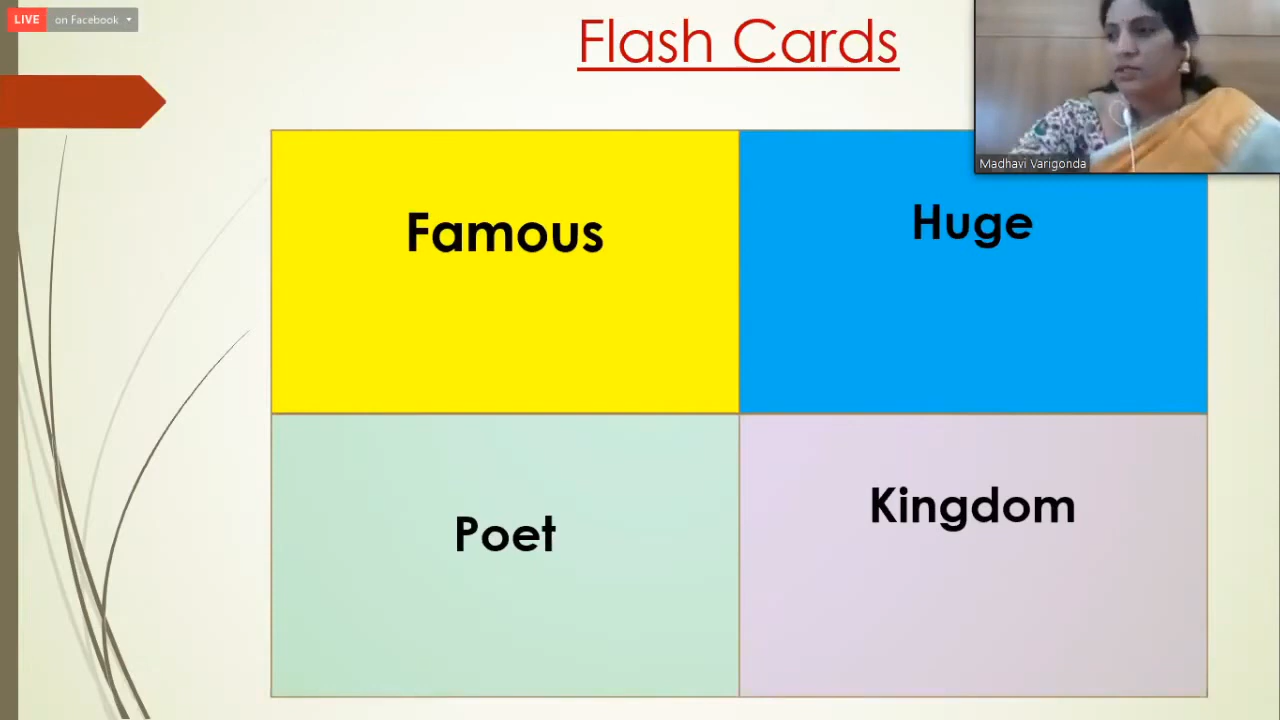 LIVE on Facebook
Flash Cards
Madhavi Varigonda
Famous
Huge
Poet
Kingdom